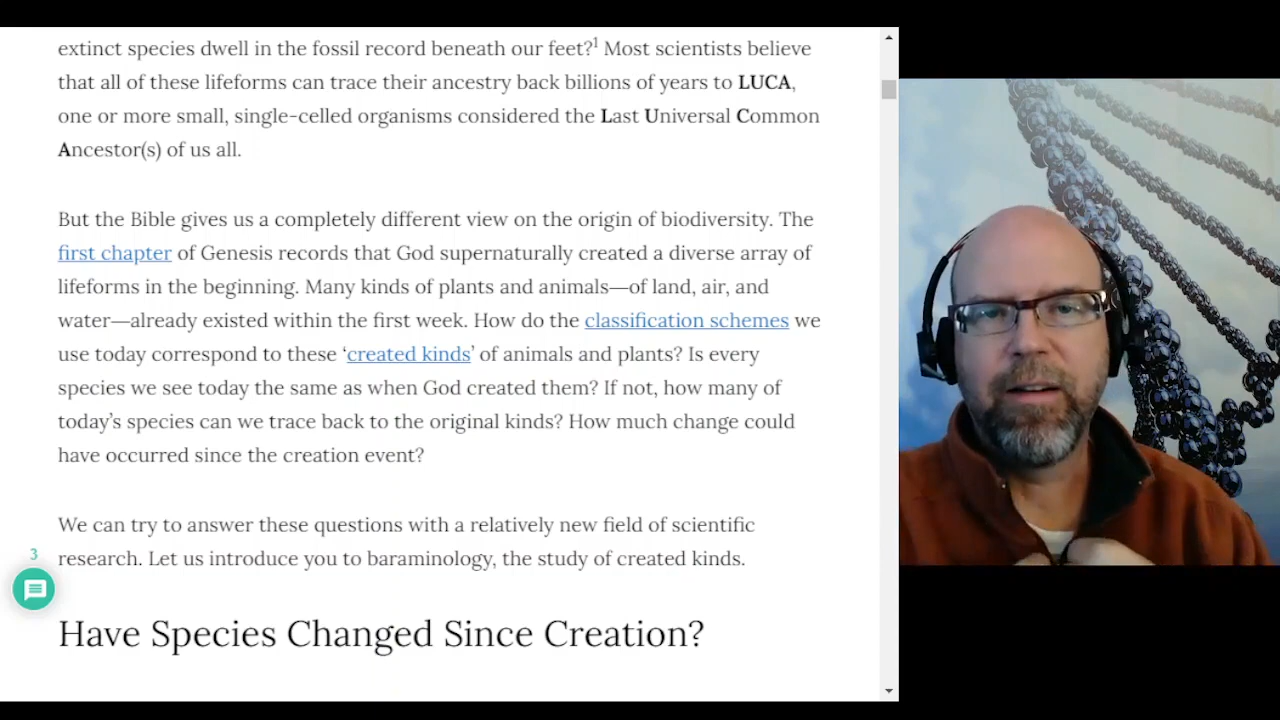 extinct species dwell in the fossil record beneath our feet?¹ Most scientists believe
that all of these lifeforms can trace their ancestry back billions of years to LUCA,
one or more small, single-celled organisms considered the Last Universal Common
Ancestor(s) of us all.
But the Bible gives us a completely different view on the origin of biodiversity. The
first chapter of Genesis records that God supernaturally created a diverse array of
lifeforms in the beginning. Many kinds of plants and animals—of land, air, and
water—already existed within the first week. How do the classification schemes we
use today correspond to these ‘created kinds’ of animals and plants? Is every
species we see today the same as when God created them? If not, how many of
today’s species can we trace back to the original kinds? How much change could
have occurred since the creation event?
We can try to answer these questions with a relatively new field of scientific
research. Let us introduce you to baraminology, the study of created kinds.
3
Have Species Changed Since Creation?